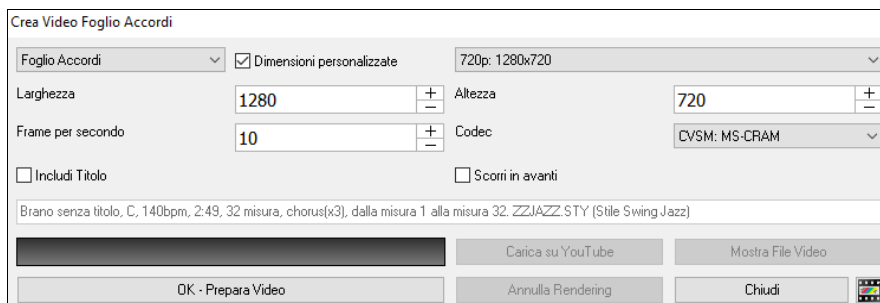 Crea Video Foglio Accordi
Foglio Accordi Dimensioni personalizzate 720p: 1280x720
Larghezza 1280 + − Altezza 720 + −
Frame per secondo 10 + − Codec CVSM: MS-CRAM
Includi Titolo Scorri in avanti
Brano senza titolo, C, 140bpm, 2:49, 32 misura, chorus(x3), dalla misura 1 alla misura 32. ZZJAZZ.STY (Stile Swing Jazz)
Carica su YouTube Mostra File Video
OK - Prepara Video Annulla Rendering Chiudi